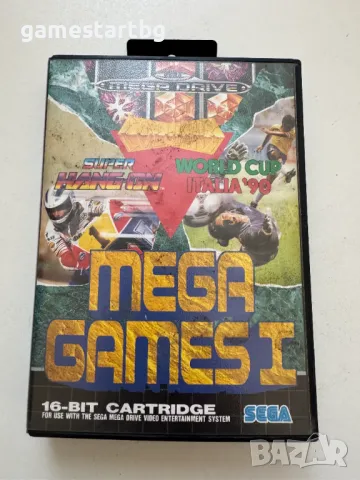 gamestartbg
MEGA DRIVE
SUPER
HANG-ON
WORLD CUP
ITALIA '90
MEGA
GAMES I
16-BIT CARTRIDGE
FOR USE WITH THE SEGA MEGA DRIVE VIDEO ENTERTAINMENT SYSTEM
SEGA
BAZAR
bg